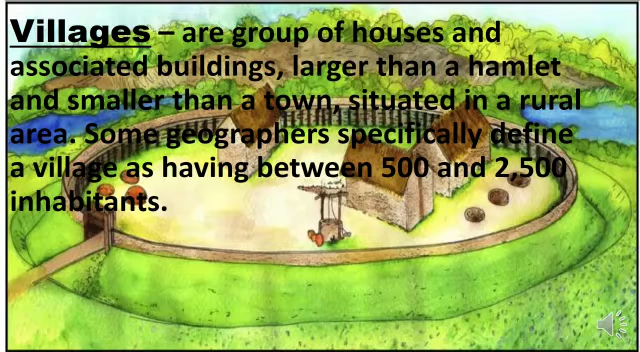 Villages – are group of houses and
associated buildings, larger than a hamlet
and smaller than a town, situated in a rural
area. Some geographers specifically define
a village as having between 500 and 2,500
inhabitants.